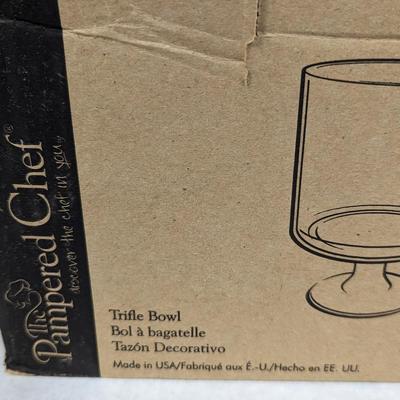 The
Pampered Chef®
discover the chef in you™
Trifle Bowl
Bol à bagatelle
Tazón Decorativo
Made in USA/Fabriqué aux É.-U./Hecho en EE. UU.